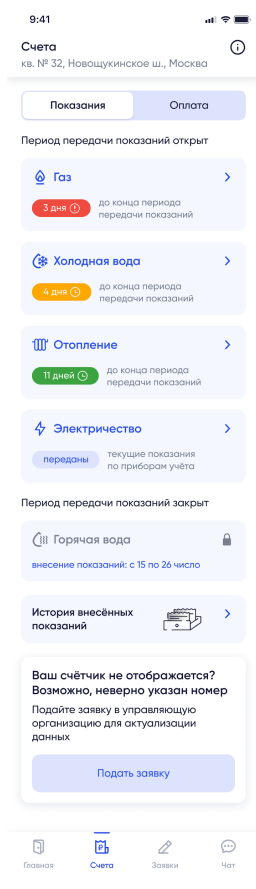 9:41
Счета
кв. № 32, Новощукинское ш., Москва
Показания
Оплата
Период передачи показаний открыт
Газ
3 дня
до конца периода
передачи показаний
Холодная вода
4 дня
до конца периода
передачи показаний
Отопление
11 дней
до конца периода
передачи показаний
Электричество
переданы
текущие показания
по приборам учёта
Период передачи показаний закрыт
Горячая вода
внесение показаний: с 15 по 26 число
История внесённых
показаний
Ваш счётчик не отображается?
Возможно, неверно указан номер
Подайте заявку в управляющую
организацию для актуализации
данных
Подать заявку
Главная
Счета
Заявки
Чат